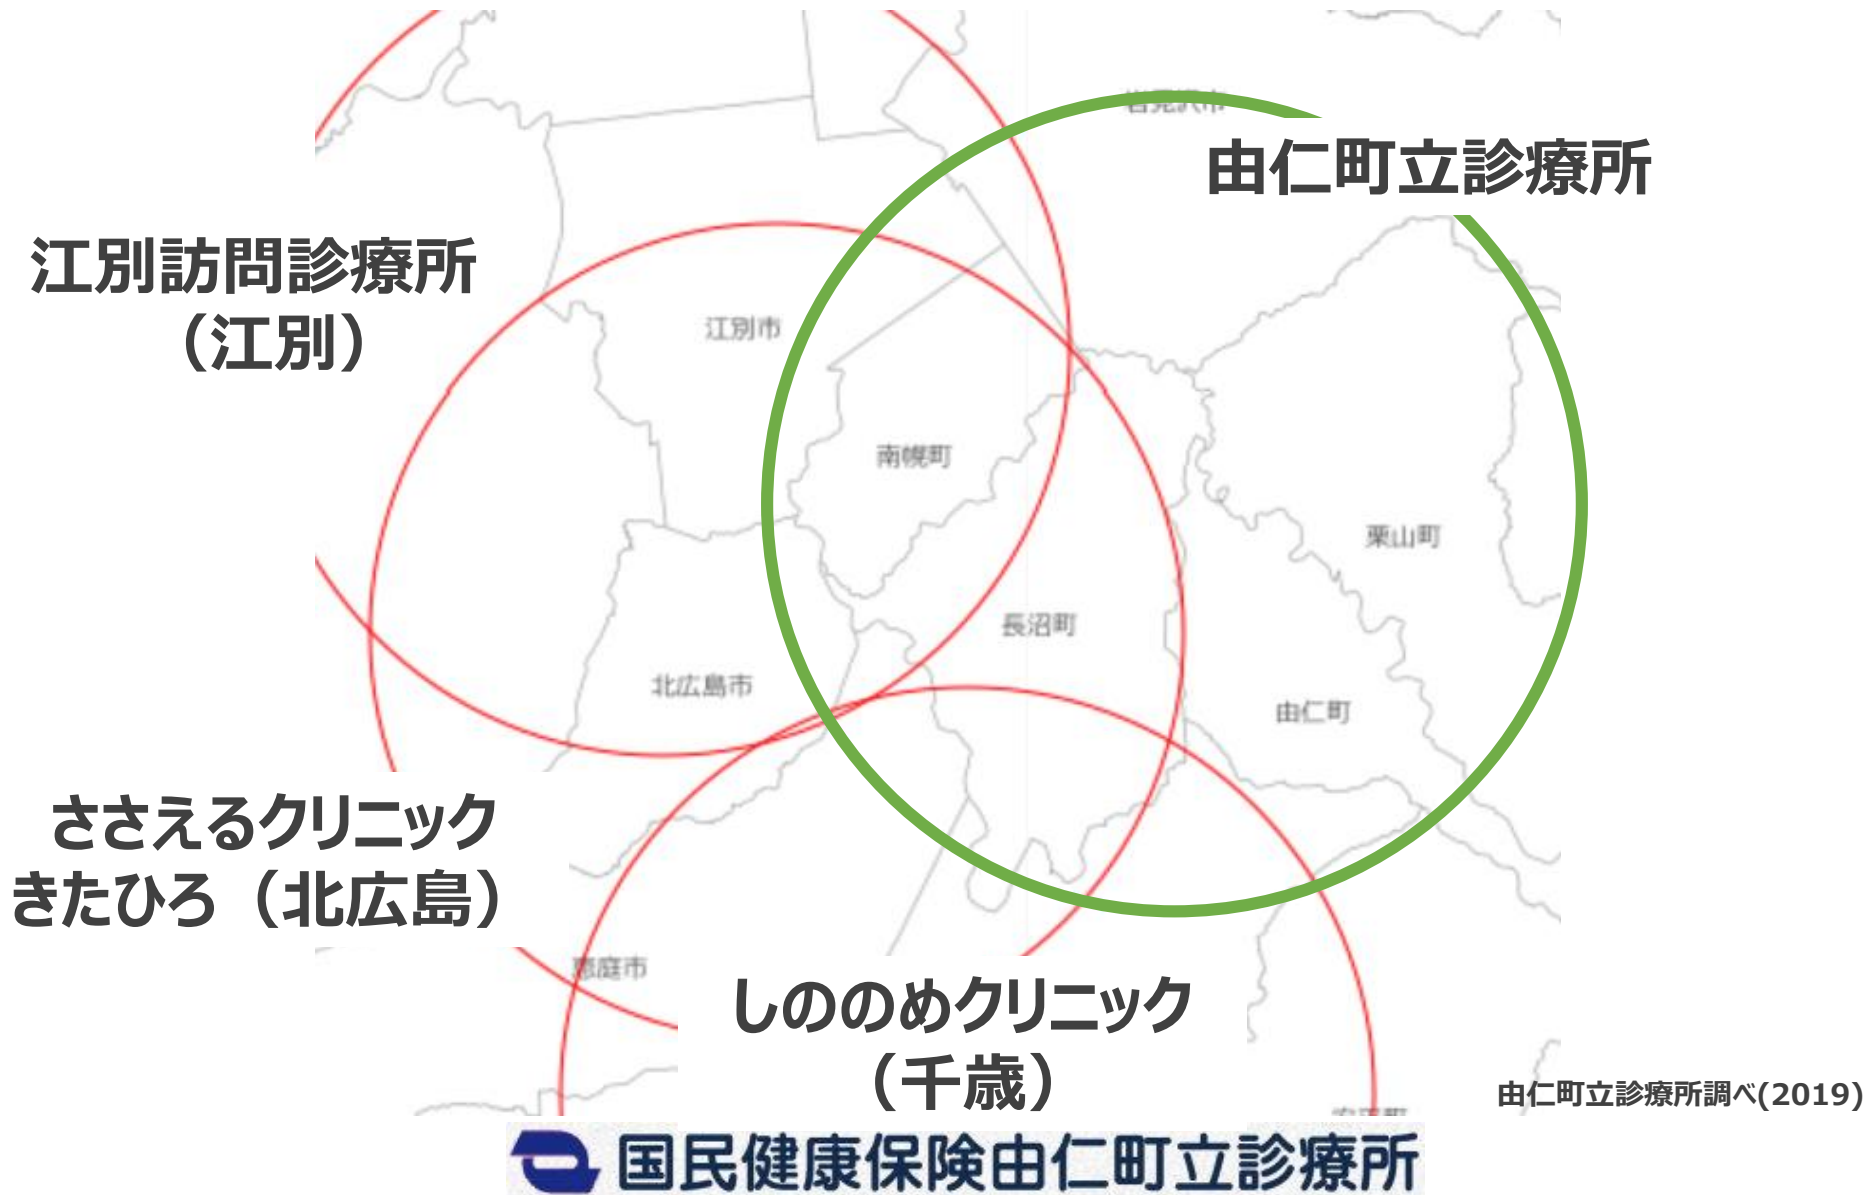 岩見沢市
由仁町立診療所
江別訪問診療所
（江別）
江別市
南幌町
栗山町
長沼町
北広島市
由仁町
ささえるクリニック
きたひろ（北広島）
恵庭市
しののめクリニック
（千歳）
由仁町立診療所調べ(2019)
国民健康保険由仁町立診療所